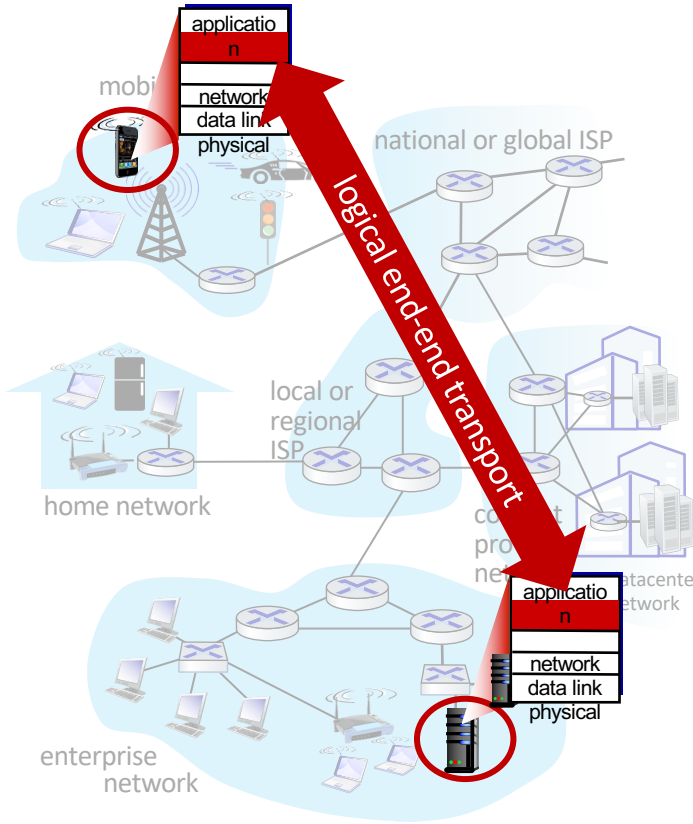 applicatio
n
network
data link
physical
national or global ISP
logical end-end transport
local or
regional
ISP
home network
applicatio
n
network
data link
physical
enterprise
network